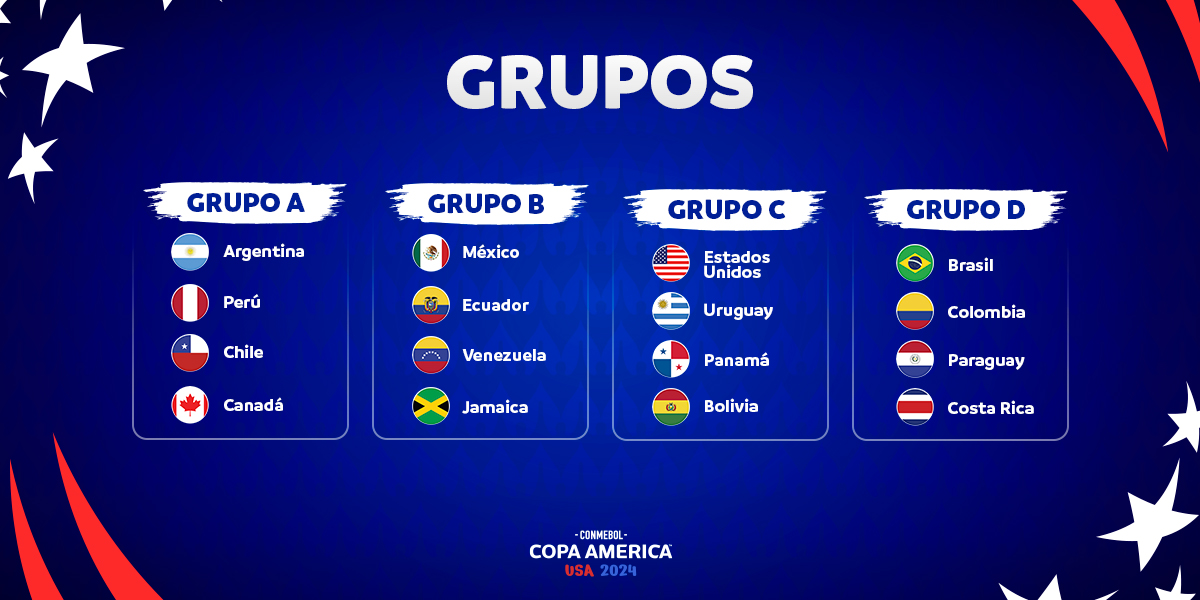 GRUPOS
GRUPO A
Argentina
Perú
Chile
Canadá
GRUPO B
México
Ecuador
Venezuela
Jamaica
GRUPO C
Estados
Unidos
Uruguay
Panamá
Bolivia
GRUPO D
Brasil
Colombia
Paraguay
Costa Rica
- CONMEBOL -
COPA AMERICA
USA 2024